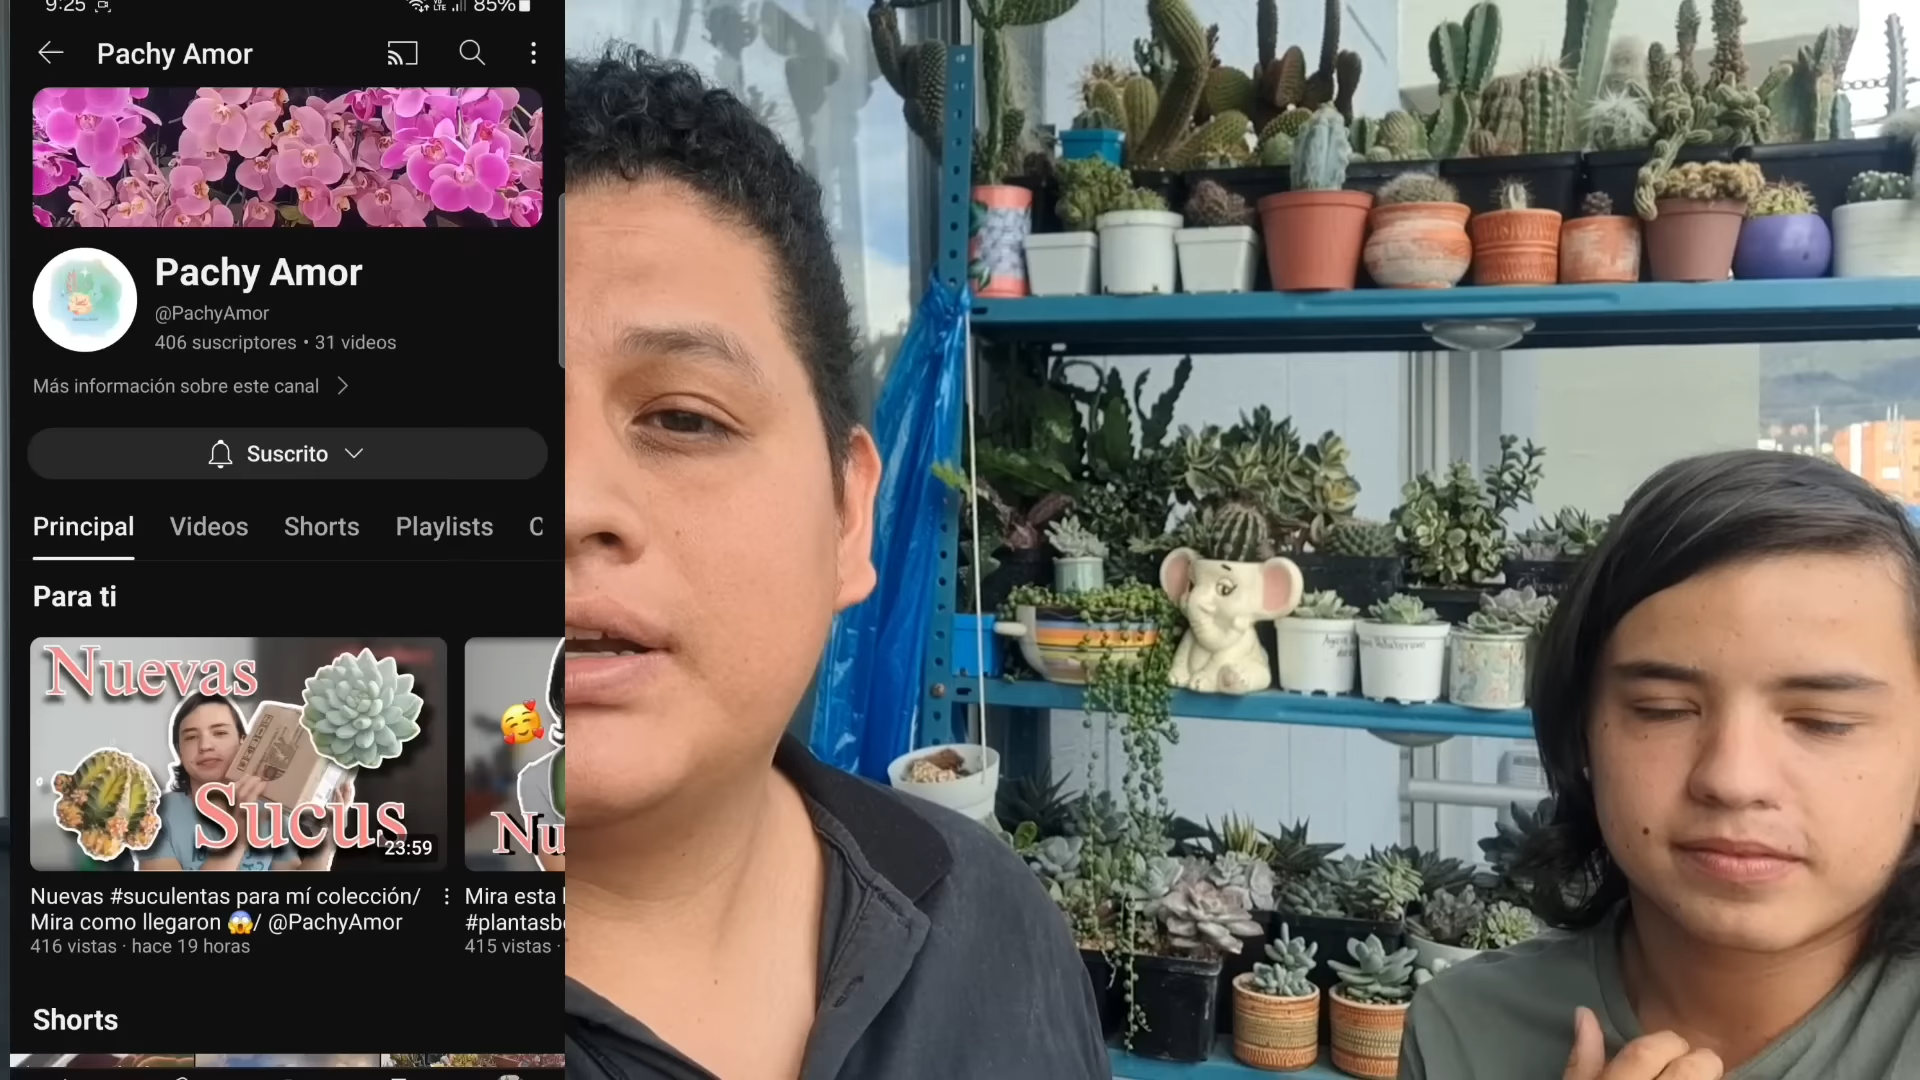 9:25
85%
Pachy Amor
Pachy Amor
@PachyAmor
406 suscriptores • 31 videos
Más información sobre este canal
Suscrito
Principal
Videos
Shorts
Playlists
C
Para ti
Nuevas
Sucus
23:59
Nu
Nuevas #suculentas para mí colección/
Mira como llegaron 😱/ @PachyAmor
416 vistas · hace 19 horas
Mira esta
#plantasb
415 vistas ·
Shorts